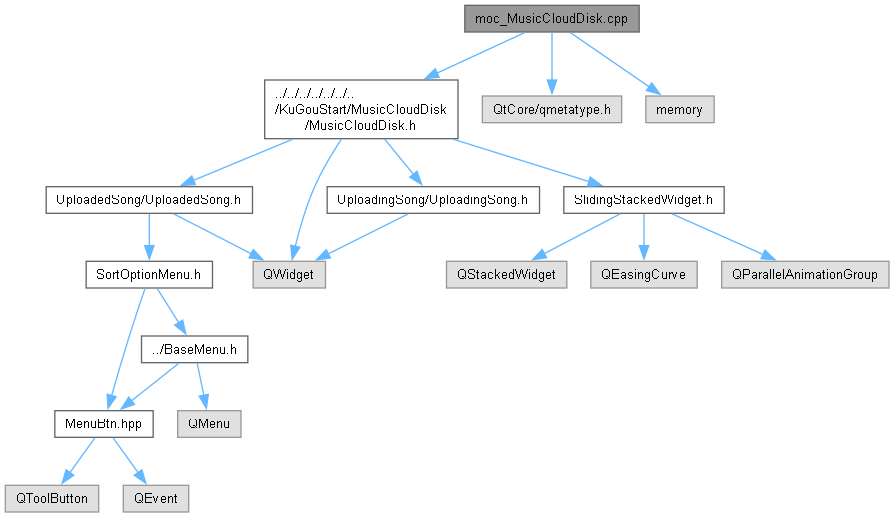 moc_MusicCloudDisk.cpp
../../../../../../..
/KuGouStart/MusicCloudDisk
/MusicCloudDisk.h
QtCore/qmetatype.h
memory
UploadedSong/UploadedSong.h
UploadingSong/UploadingSong.h
SlidingStackedWidget.h
SortOptionMenu.h
QWidget
QStackedWidget
QEasingCurve
QParallelAnimationGroup
../BaseMenu.h
MenuBtn.hpp
QMenu
QToolButton
QEvent